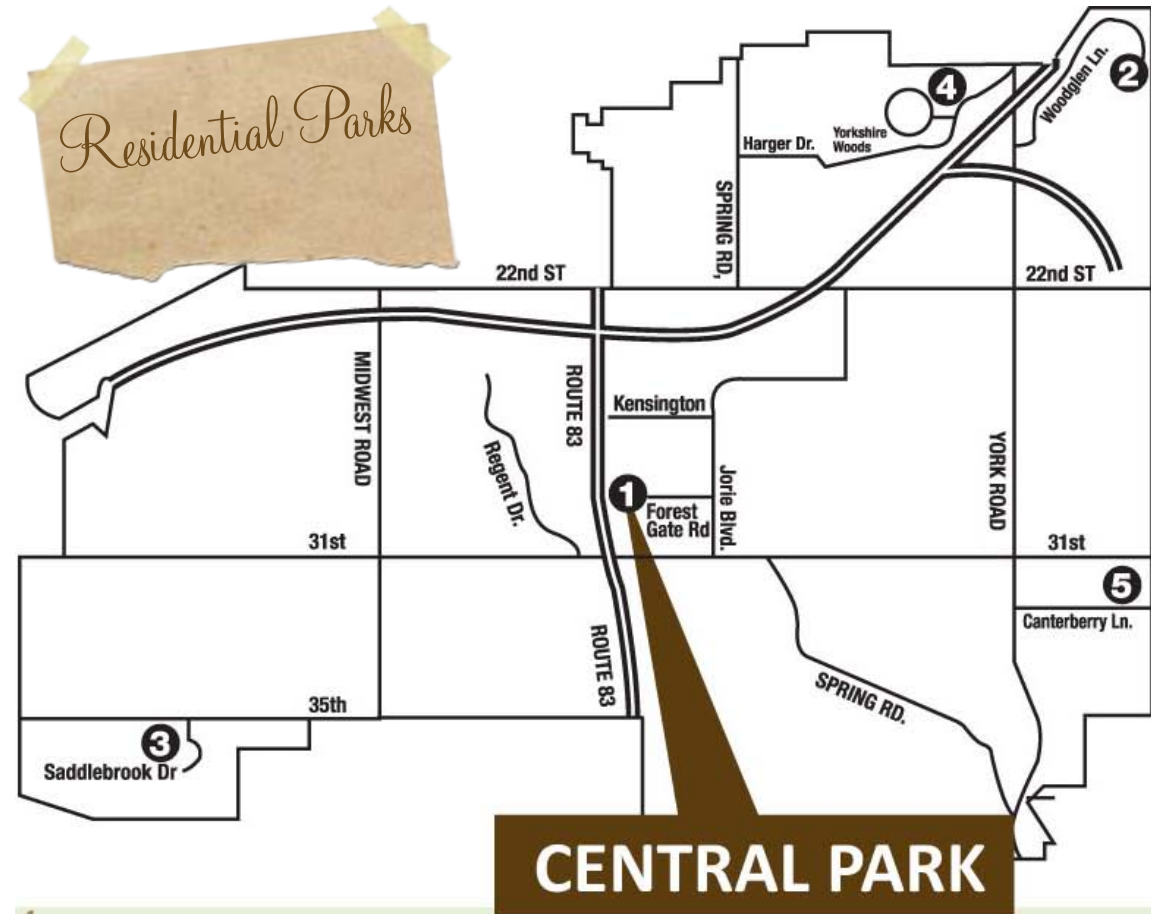 Residential Parks
4
2
Woodglen Ln.
Yorkshire
Woods
Harger Dr.
SPRING RD,
22nd ST
22nd ST
MIDWEST ROAD
ROUTE 83
Kensington
Regent Dr.
Jorie Blvd.
YORK ROAD
1
Forest
Gate Rd
31st
31st
5
Canterberry Ln.
ROUTE 83
SPRING RD.
35th
3
Saddlebrook Dr
CENTRAL PARK